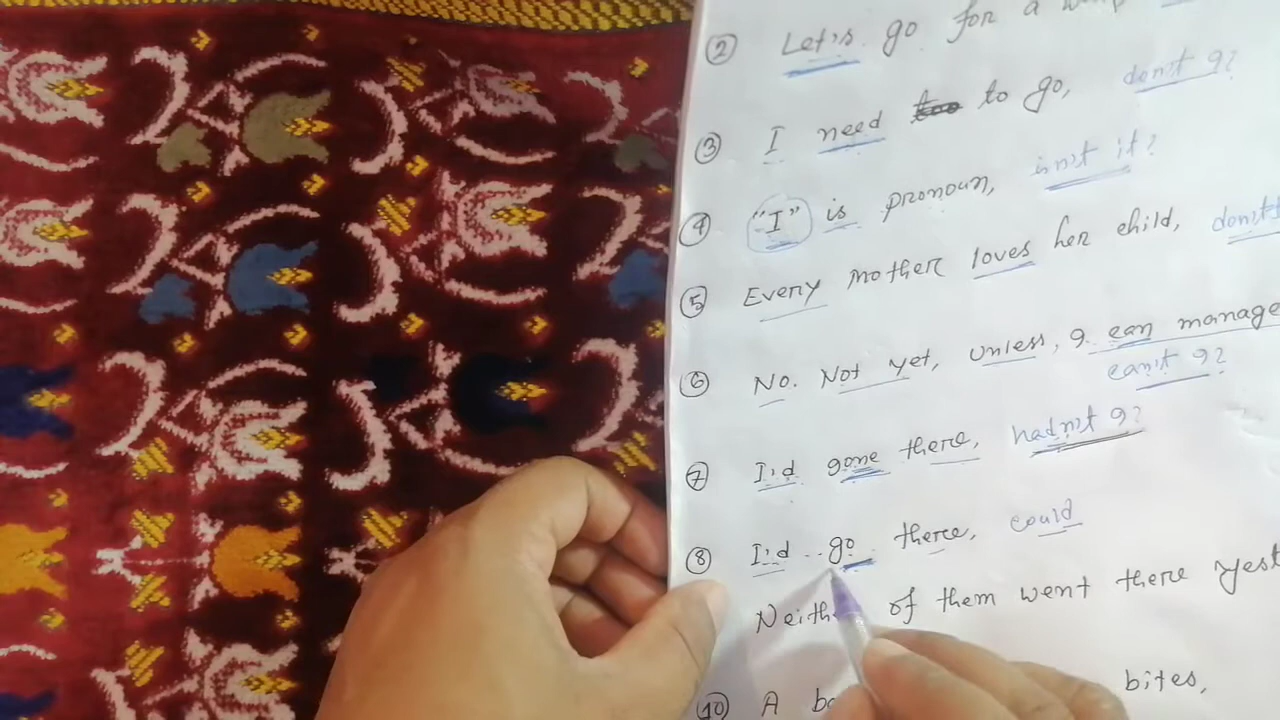 ② Let's go for a
③ I need to go, don't I?
④ "I" is pronoun, isn't it?
⑤ Every mother loves her child, don't
⑥ No. Not yet, Unless, I can manage
can't I?
⑦ I'd gone there, hadn't I?
⑧ I'd go there, could
of them went there
⑩ A bites,